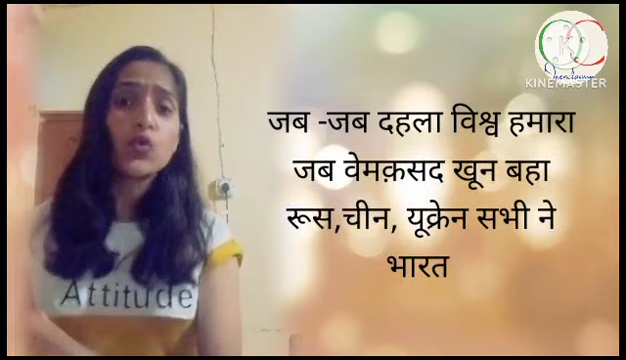 KINEMASTER
जब -जब दहला विश्व हमारा
जब वेमक़सद खून बहा
रूस,चीन, यूक्रेन सभी ने
भारत
Attitude